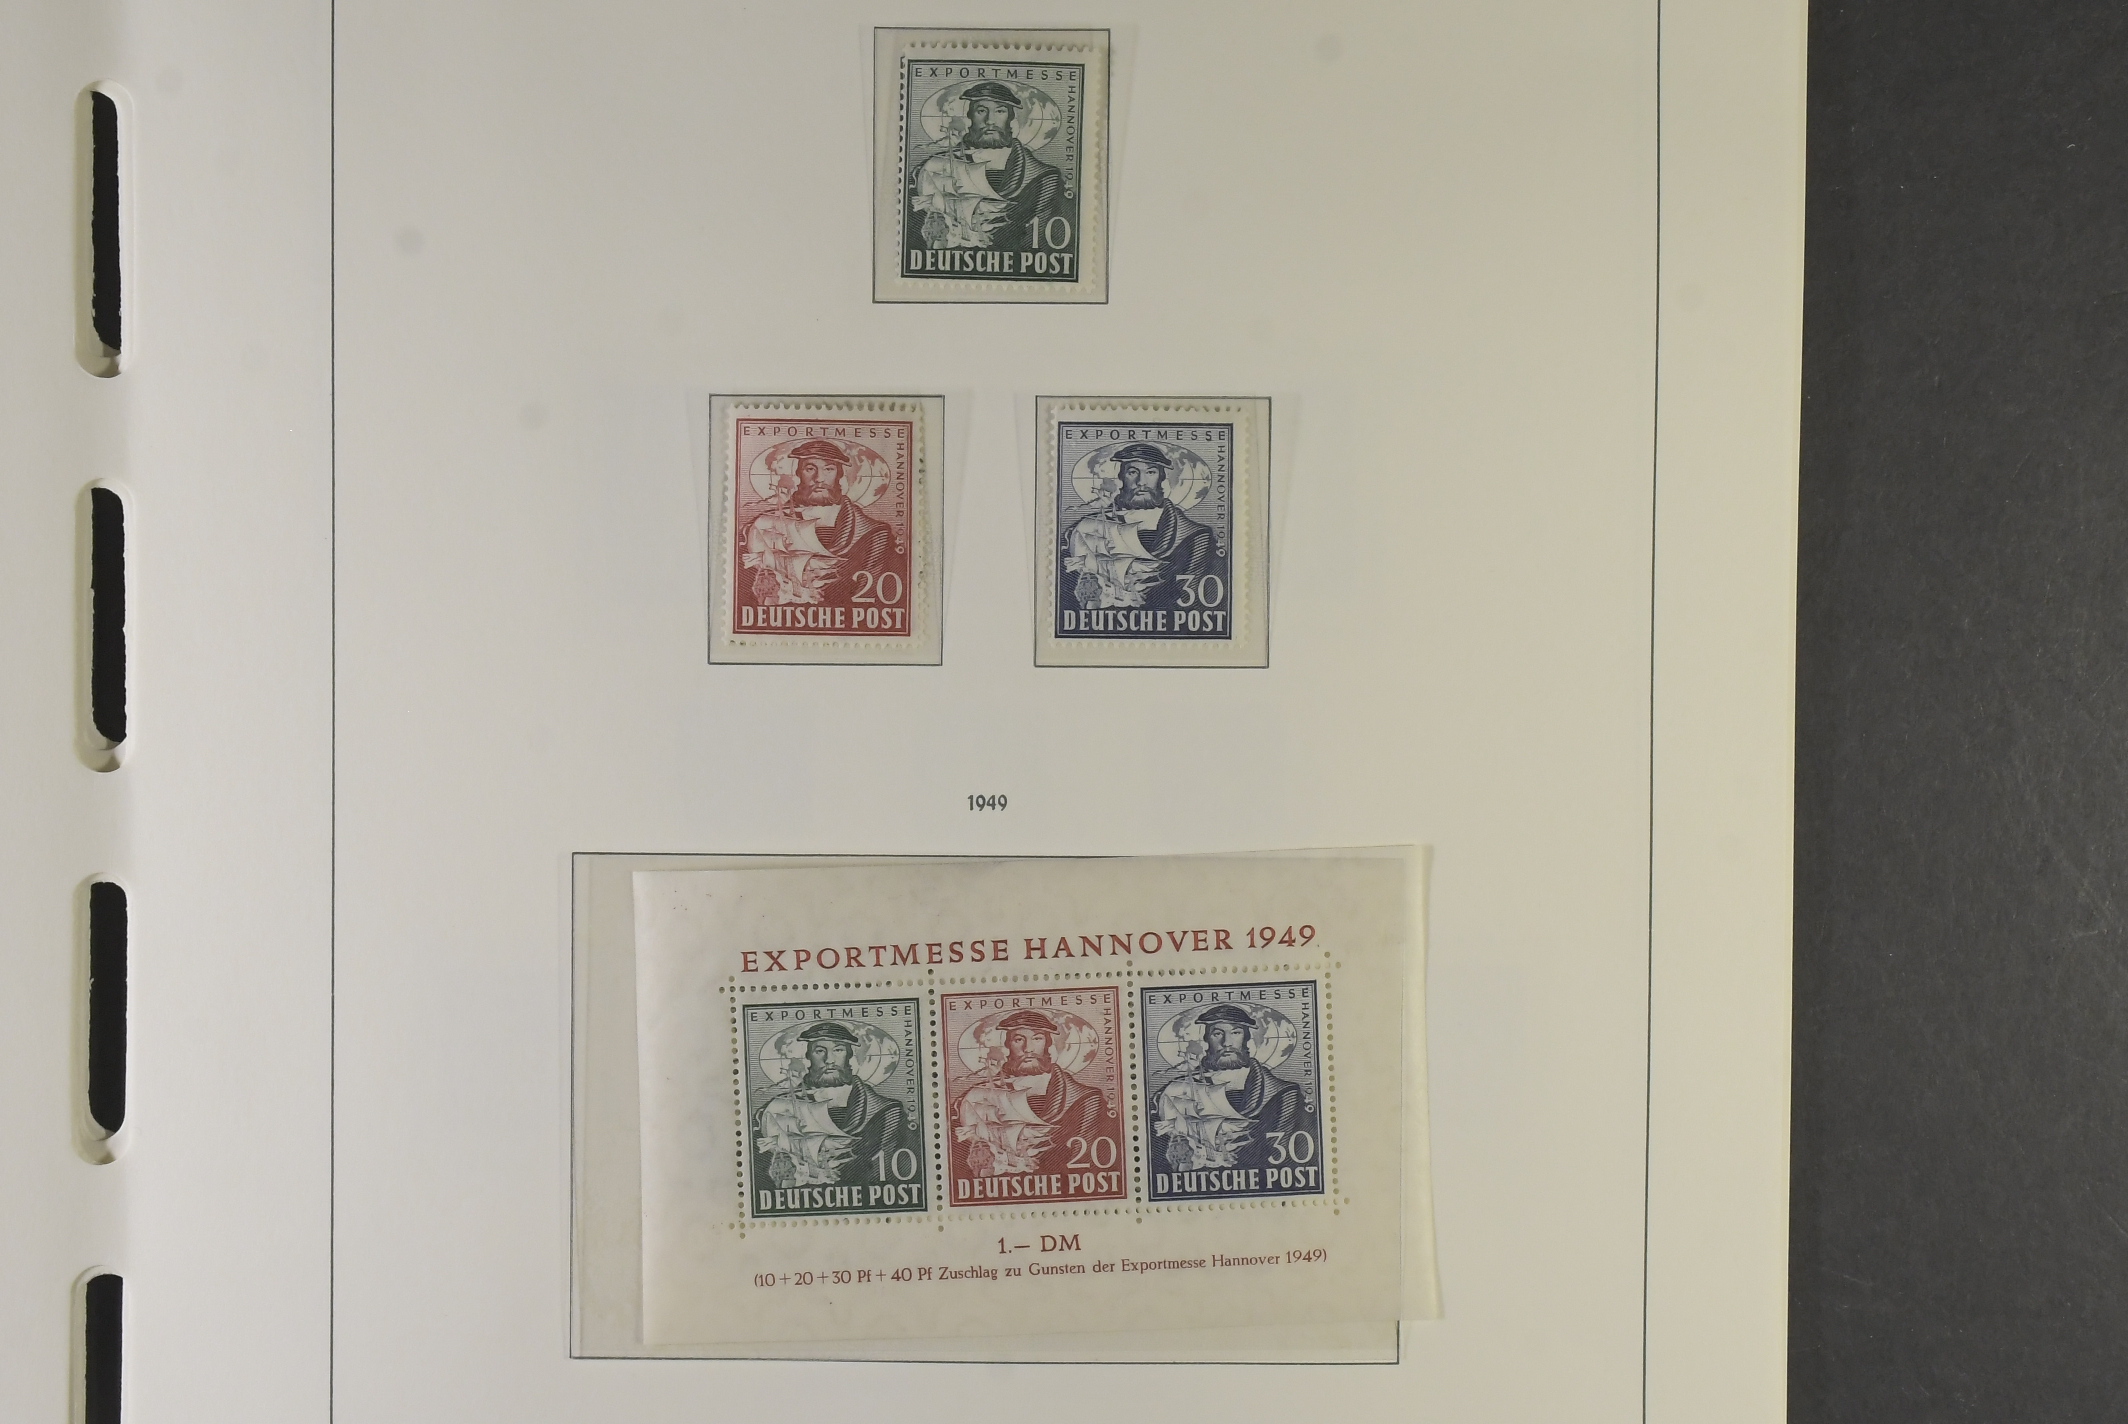 EXPORTMESSE
HANNOVER 1949
10
DEUTSCHE POST
EXPORTMESSE
HANNOVER 1949
20
DEUTSCHE POST
EXPORTMESSE
HANNOVER 1949
30
DEUTSCHE POST
1949
EXPORTMESSE HANNOVER 1949
EXPORTMESSE
HANNOVER 1949
10
DEUTSCHE POST
EXPORTMESSE
HANNOVER 1949
20
DEUTSCHE POST
EXPORTMESSE
HANNOVER 1949
30
DEUTSCHE POST
1.— DM
(10+20+30 Pf+40 Pf Zuschlag zu Gunsten der Exportmesse Hannover 1949)